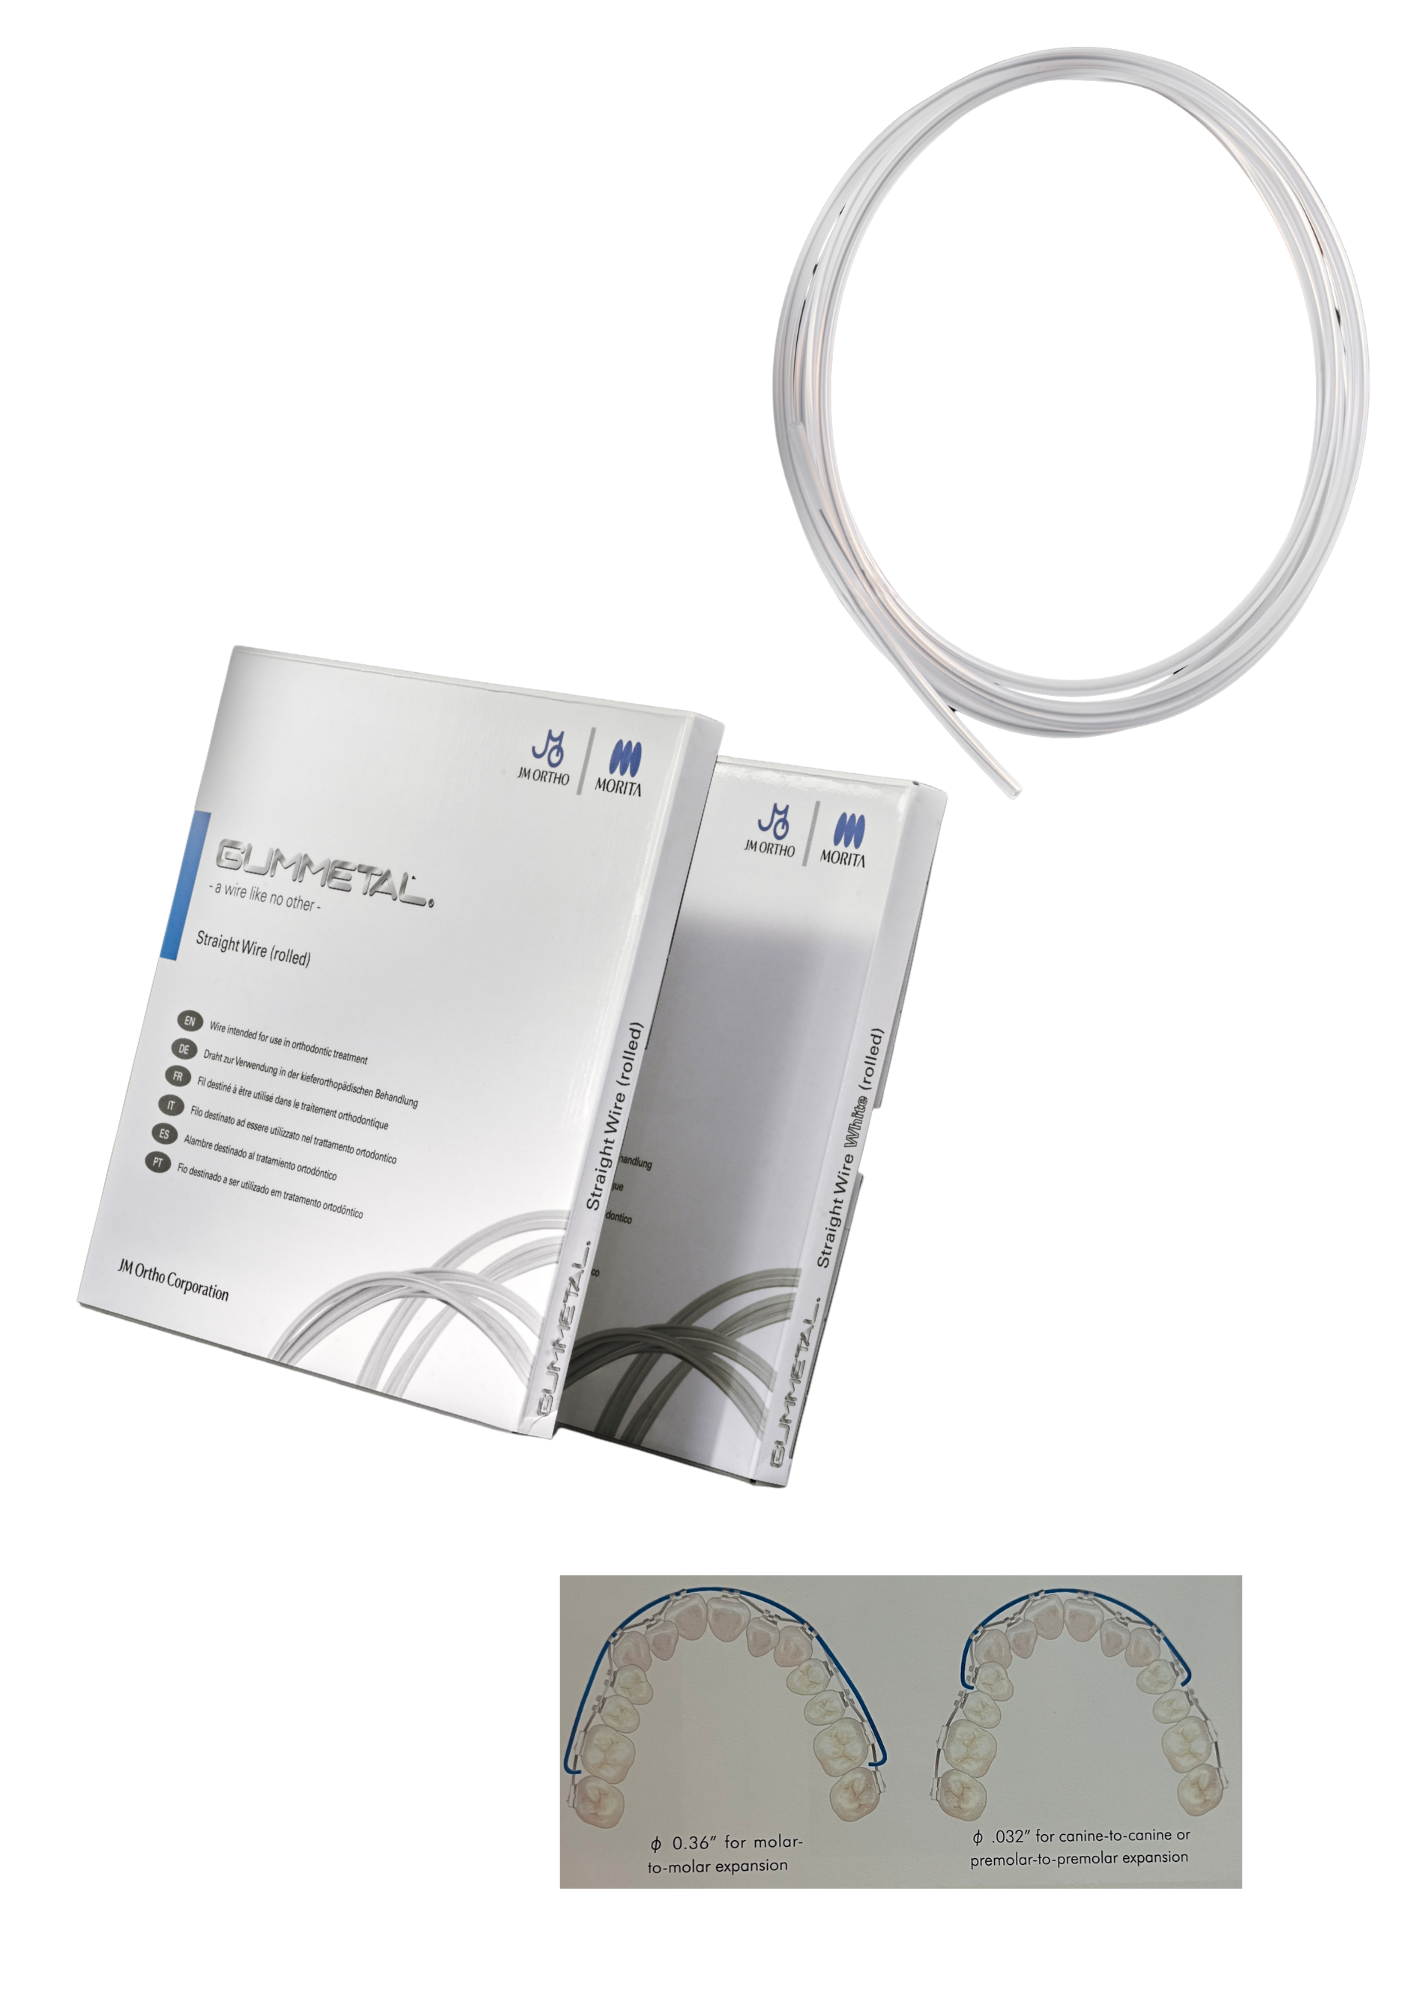 JM ORTHO
MORITA
GUMMETAL®
- a wire like no other -
Straight Wire (rolled)
EN Wire intended for use in orthodontic treatment
DE Draht zur Verwendung in der kieferorthopädischen Behandlung
FR Fil destiné à être utilisé dans le traitement orthodontique
IT Filo destinato ad essere utilizzato nel trattamento ortodontico
ES Alambre destinado al tratamiento ortodóntico
PT Fio destinado a ser utilizado em tratamento ortodôntico
JM Ortho Corporation
GUMMETAL. Straight Wire (rolled)
JM ORTHO
MORITA
handlung
que
dontico
8
GUMMETAL. Straight Wire White (rolled)
ϕ 0.36” for molar-
to-molar expansion
ϕ .032” for canine-to-canine or
premolar-to-premolar expansion